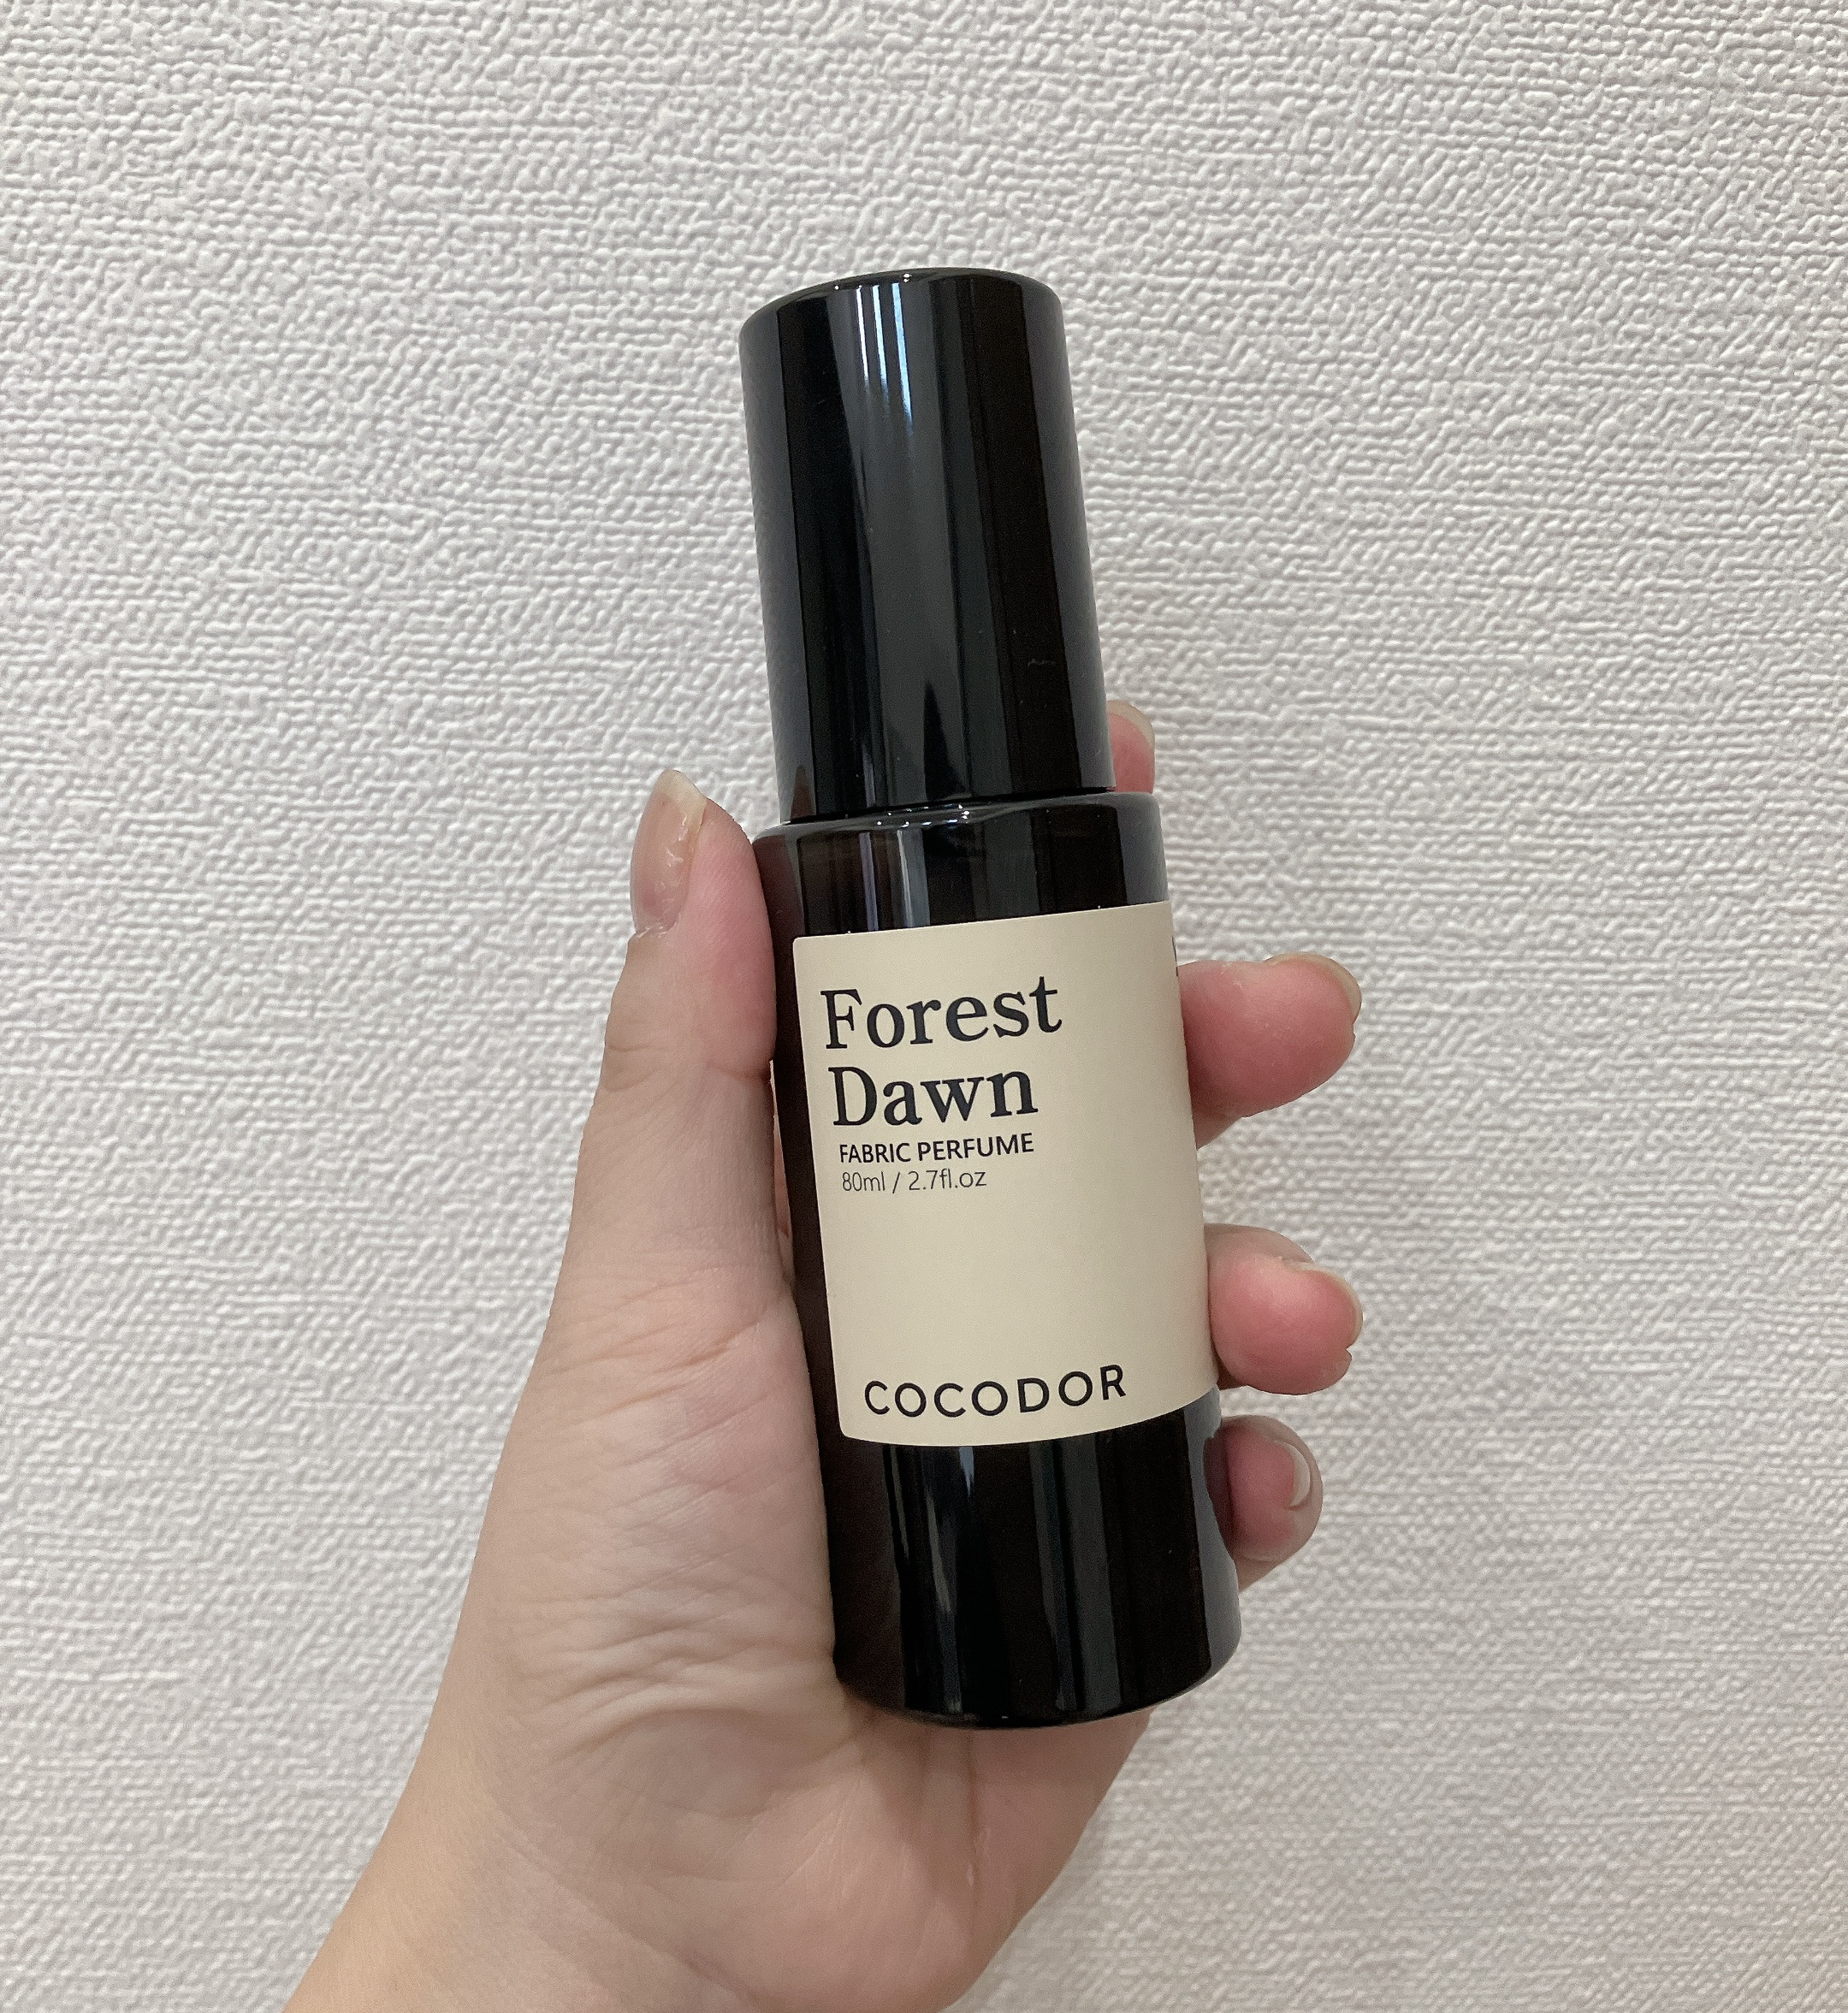 Forest
Dawn
FABRIC PERFUME
80ml / 2.7fl.oz
COCODOR